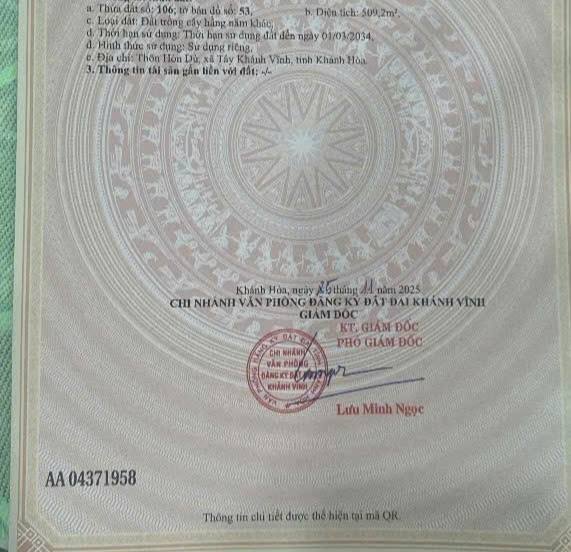 a. Thửa đất số: 106; tờ bản đồ số: 53, b. Diện tích: 509,2m²,
c. Loại đất: Đất trồng cây hằng năm khác,
d. Thời hạn sử dụng: Thời hạn sử dụng đất đến ngày 01/03/2034,
đ. Hình thức sử dụng: Sử dụng riêng,
e. Địa chỉ: Thôn Hòn Dù, xã Tây Khánh Vĩnh, tỉnh Khánh Hòa.
3. Thông tin tài sản gắn liền với đất: -/-
Khánh Hòa, ngày 26 tháng 11 năm 2025
CHI NHÁNH VĂN PHÒNG ĐĂNG KÝ ĐẤT ĐAI KHÁNH VĨNH
GIÁM ĐỐC
KT. GIÁM ĐỐC
PHÓ GIÁM ĐỐC
CHI NHÁNH
VĂN PHÒNG
ĐĂNG KÝ ĐẤT
KHÁNH VĨNH
Lưu Minh Ngọc
AA 04371958
Thông tin chi tiết được thể hiện tại mã QR.